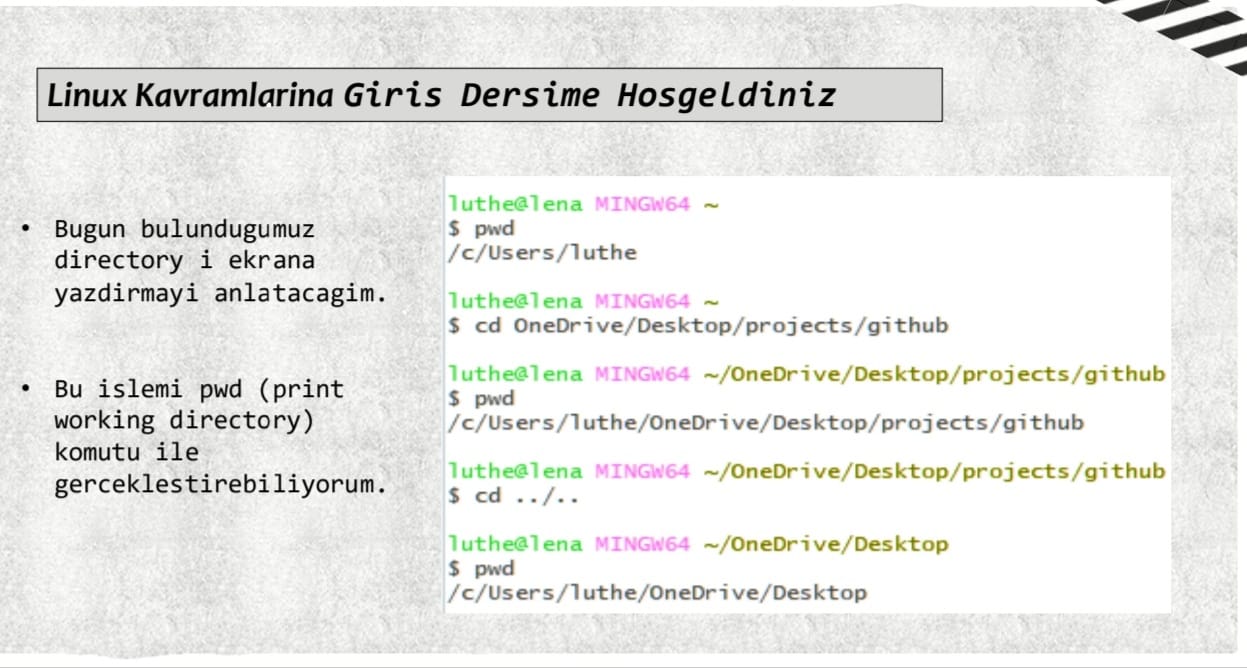 Linux Kavramlarina Giris Dersime Hosgeldiniz
• Bugun bulundugumuz
directory i ekrana
yazdirmayi anlatacagim.
• Bu islemi pwd (print
working directory)
komutu ile
gerceklestirebiliyorum.
luthe@lena MINGW64 ~
$ pwd
/c/Users/luthe
luthe@lena MINGW64 ~
$ cd OneDrive/Desktop/projects/github
luthe@lena MINGW64 ~/OneDrive/Desktop/projects/github
$ pwd
/c/Users/luthe/OneDrive/Desktop/projects/github
luthe@lena MINGW64 ~/OneDrive/Desktop/projects/github
$ cd ../..
luthe@lena MINGW64 ~/OneDrive/Desktop
$ pwd
/c/Users/luthe/OneDrive/Desktop